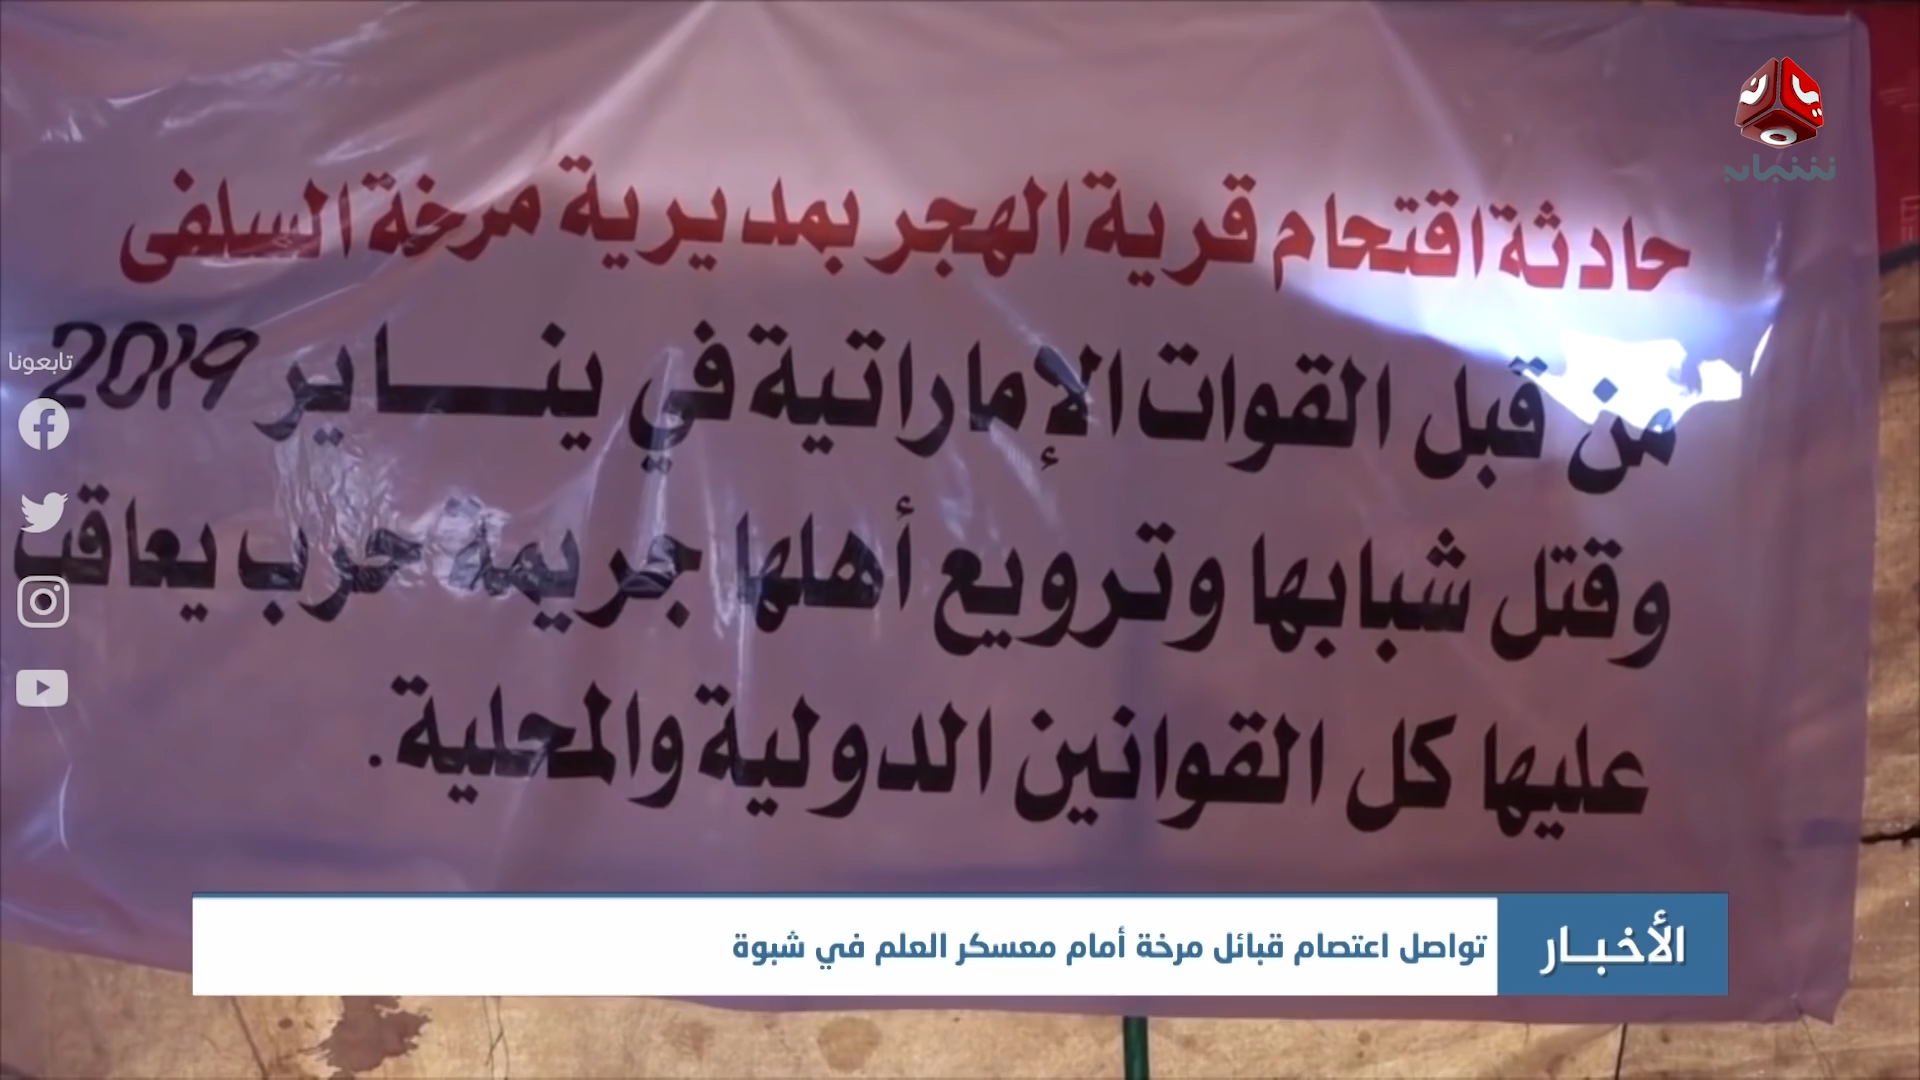 حادثة اقتحام قرية الهجر بمديرية مرخة السلفى
من قبل القوات الإماراتية في ينـــاير 2019
وقتل شبابها وترويع أهلها جريمة حرب يعاقب
عليها كل القوانين الدولية والمحلية.
تابعونا
الأخبـار
تواصل اعتصام قبائل مرخة أمام معسكر العلم في شبوة